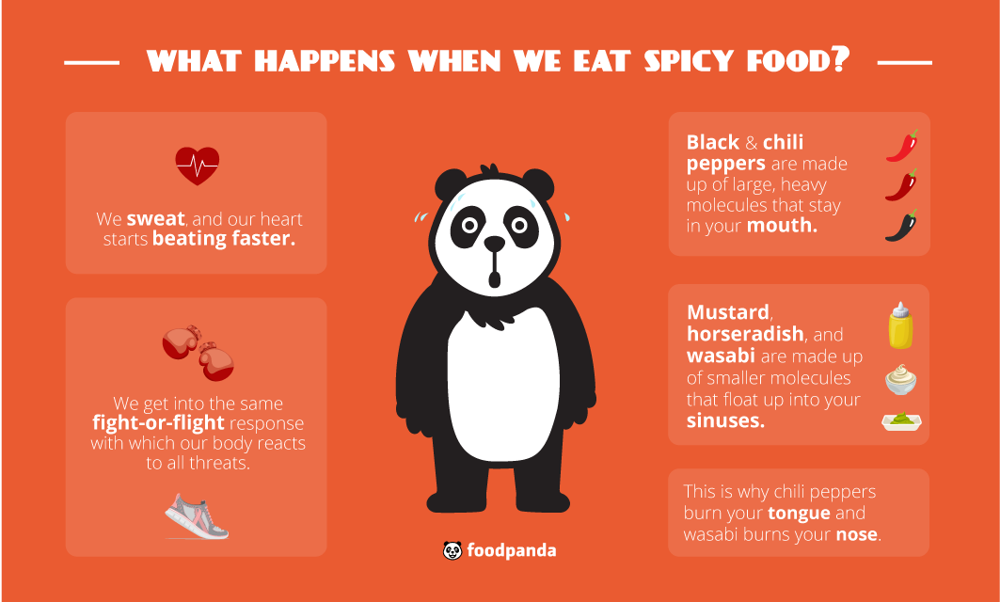 WHAT HAPPENS WHEN WE EAT SPICY FOOD?
We sweat, and our heart
starts beating faster.
We get into the same
fight-or-flight response
with which our body reacts
to all threats.
Black & chili
peppers are made
up of large, heavy
molecules that stay
in your mouth.
Mustard,
horseradish, and
wasabi are made up
of smaller molecules
that float up into your
sinuses.
This is why chili peppers
burn your tongue and
wasabi burns your nose.
foodpanda